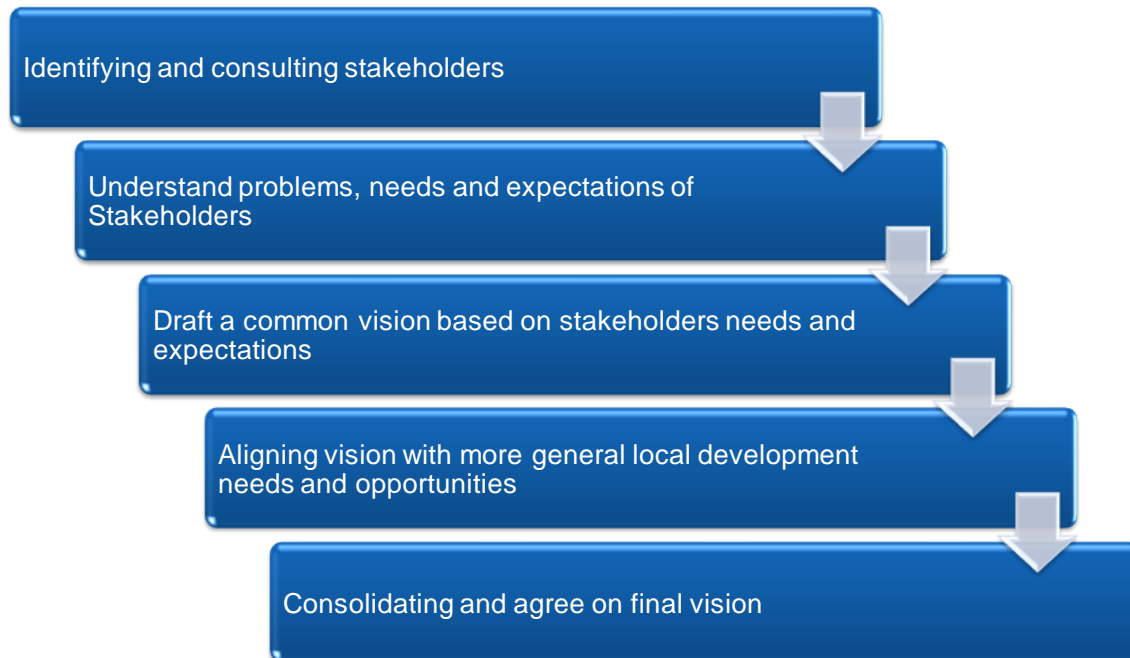 Identifying and consulting stakeholders
Understand problems, needs and expectations of
Stakeholders
Draft a common vision based on stakeholders needs and
expectations
Aligning vision with more general local development
needs and opportunities
Consolidating and agree on final vision